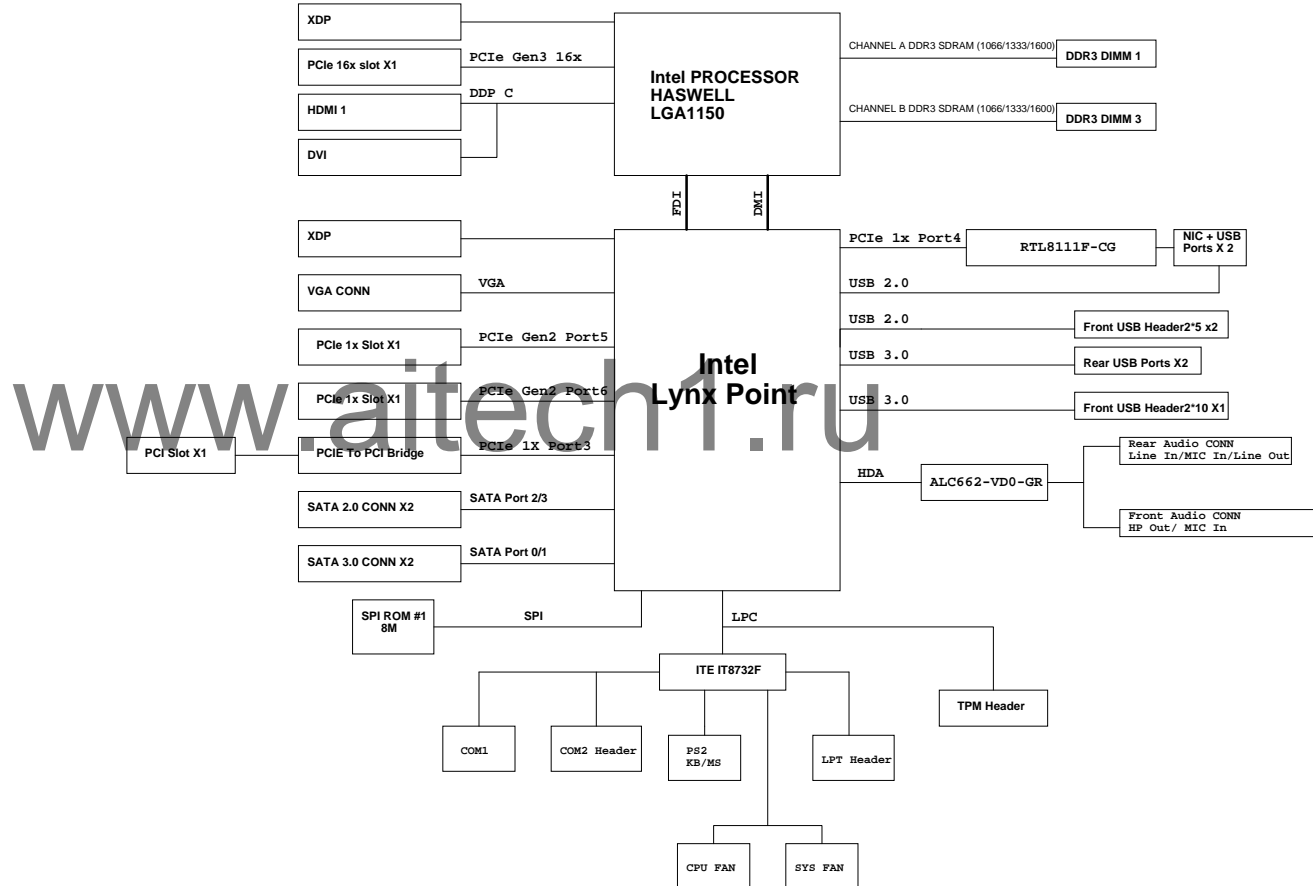 XDP
PCIe 16x slot X1
PCIe Gen3 16x
HDMI 1
DDP C
DVI
Intel PROCESSOR
HASWELL
LGA1150
CHANNEL A DDR3 SDRAM (1066/1333/1600)
DDR3 DIMM 1
CHANNEL B DDR3 SDRAM (1066/1333/1600)
DDR3 DIMM 3
FDI
DMI
XDP
VGA CONN
VGA
PCIe 1x Slot X1
PCIe Gen2 Port5
PCIe 1x Slot X1
PCIe Gen2 Port6
PCI Slot X1
PCIE To PCI Bridge
PCIe 1X Port3
SATA 2.0 CONN X2
SATA Port 2/3
SATA 3.0 CONN X2
SATA Port 0/1
Intel
Lynx Point
PCIe 1x Port4
RTL8111F-CG
NIC + USB
Ports X 2
USB 2.0
USB 2.0
Front USB Header2*5 x2
USB 3.0
Rear USB Ports X2
USB 3.0
Front USB Header2*10 X1
HDA
ALC662-VD0-GR
Rear Audio CONN
Line In/MIC In/Line Out
Front Audio CONN
HP Out/ MIC In
www.aitech1.ru
SPI ROM #1
8M
SPI
LPC
ITE IT8732F
TPM Header
COM1
COM2 Header
PS2
KB/MS
LPT Header
CPU FAN
SYS FAN